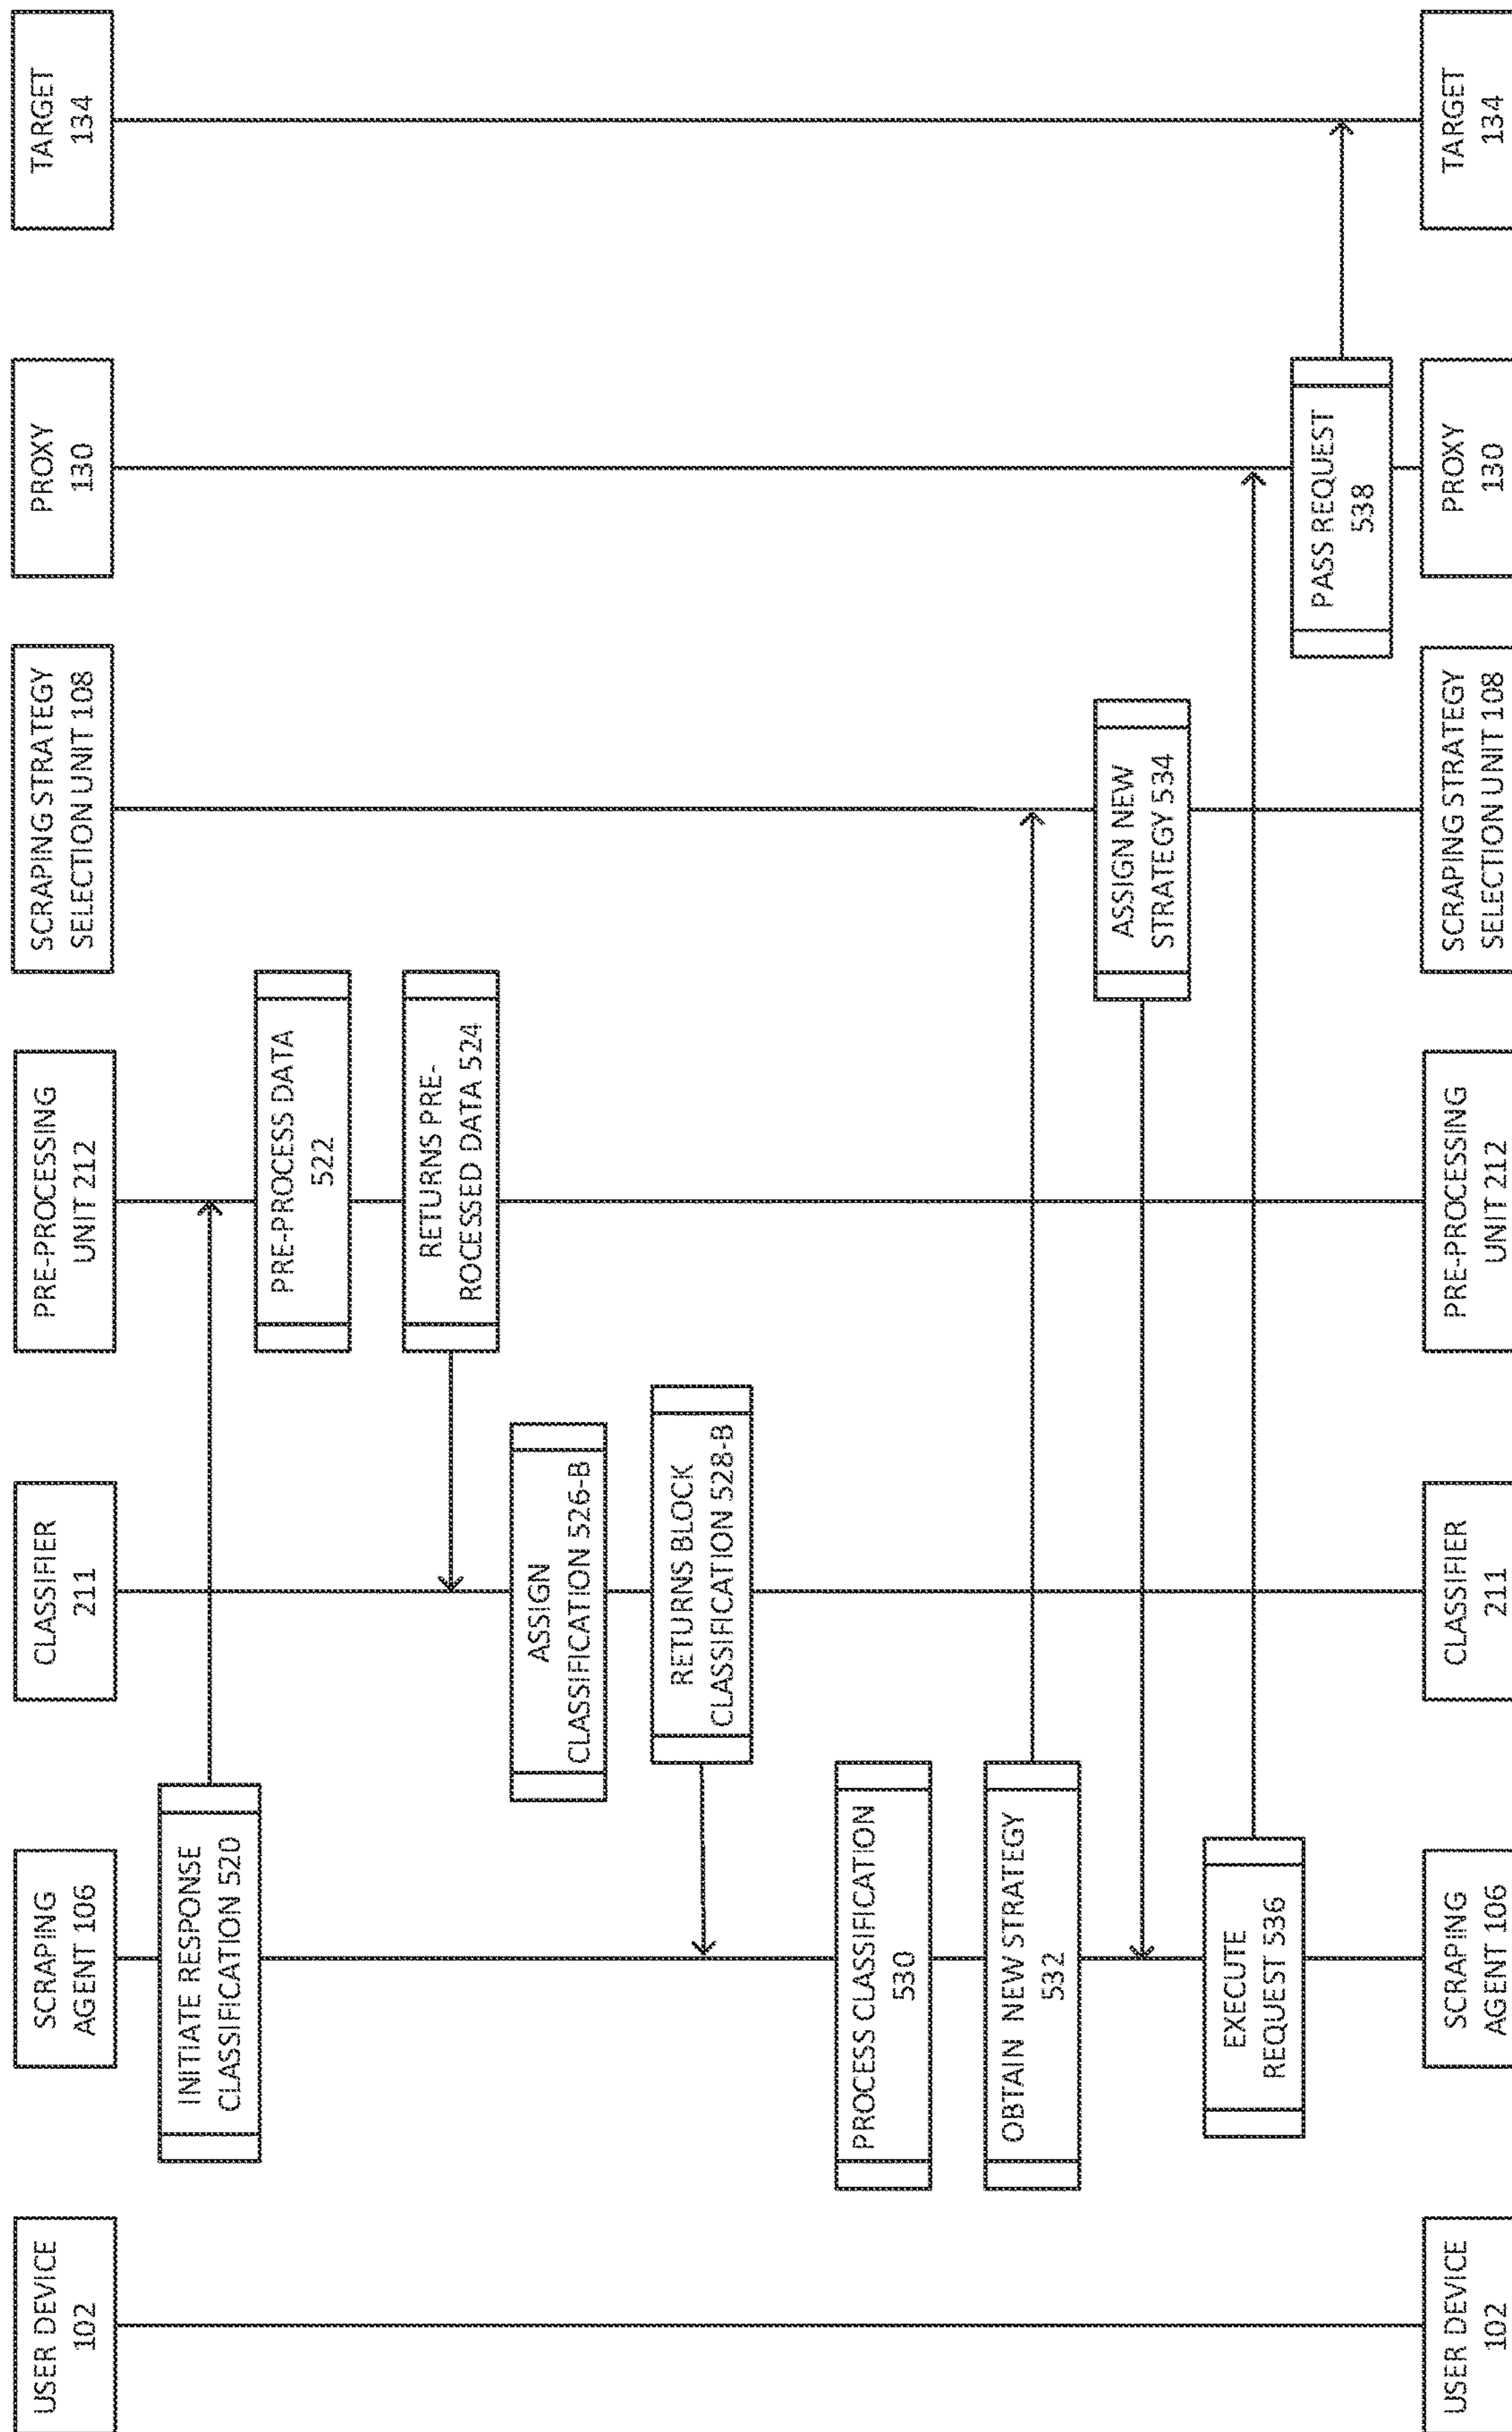 USER DEVICE
102
SCRAPING
AGENT 106
CLASSIFIER
211
PRE-PROCESSING
UNIT 212
SCRAPING STRATEGY
SELECTION UNIT 108
PROXY
130
TARGET
134
INITIATE RESPONSE
CLASSIFICATION 520
PRE-PROCESS DATA
522
RETURNS PRE-
ROCESSED DATA 524
ASSIGN
CLASSIFICATION 526-B
RETURNS BLOCK
CLASSIFICATION 528-B
PROCESS CLASSIFICATION
530
OBTAIN NEW STRATEGY
532
ASSIGN NEW
STRATEGY 534
EXECUTE
REQUEST 536
PASS REQUEST
538
USER DEVICE
102
SCRAPING
AGENT 106
CLASSIFIER
211
PRE-PROCESSING
UNIT 212
SCRAPING STRATEGY
SELECTION UNIT 108
PROXY
130
TARGET
134